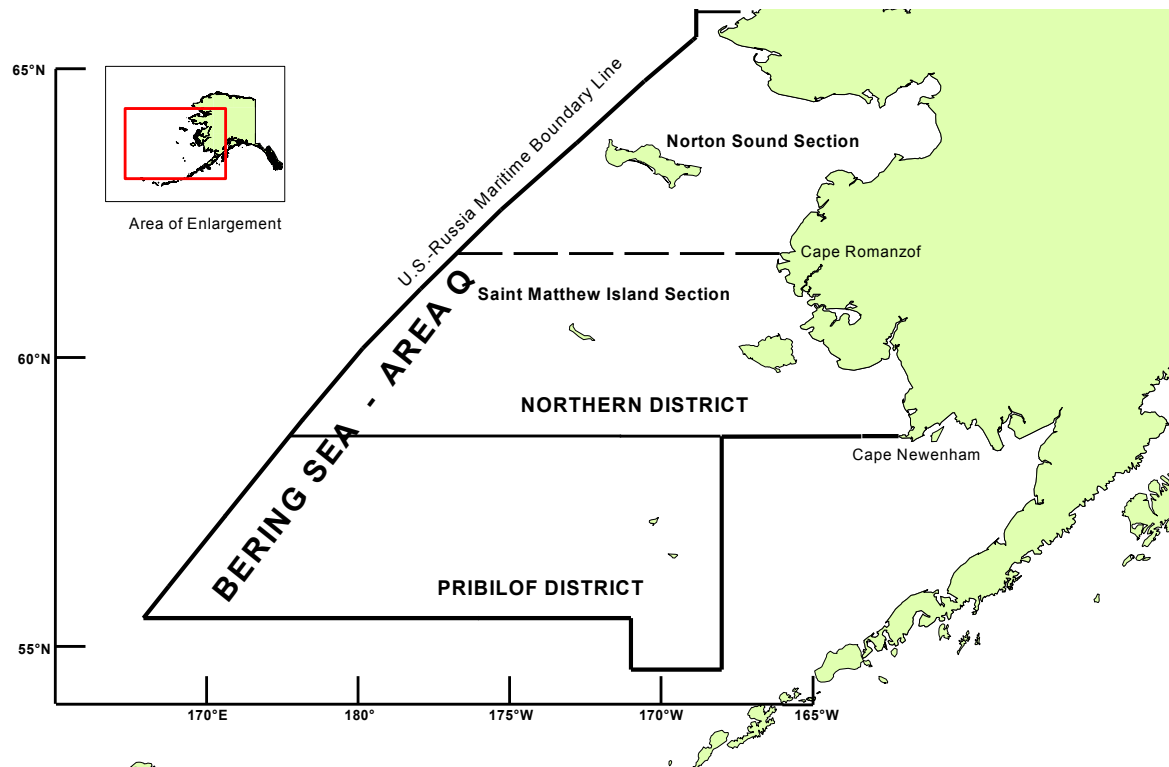 65°N
Norton Sound Section
Area of Enlargement
U.S.-Russia Maritime Boundary Line
Cape Romanzof
Saint Matthew Island Section
60°N
BERING SEA - AREA Q
NORTHERN DISTRICT
Cape Newenham
PRIBILOF DISTRICT
55°N
170°E
180°
175°W
170°W
165°W